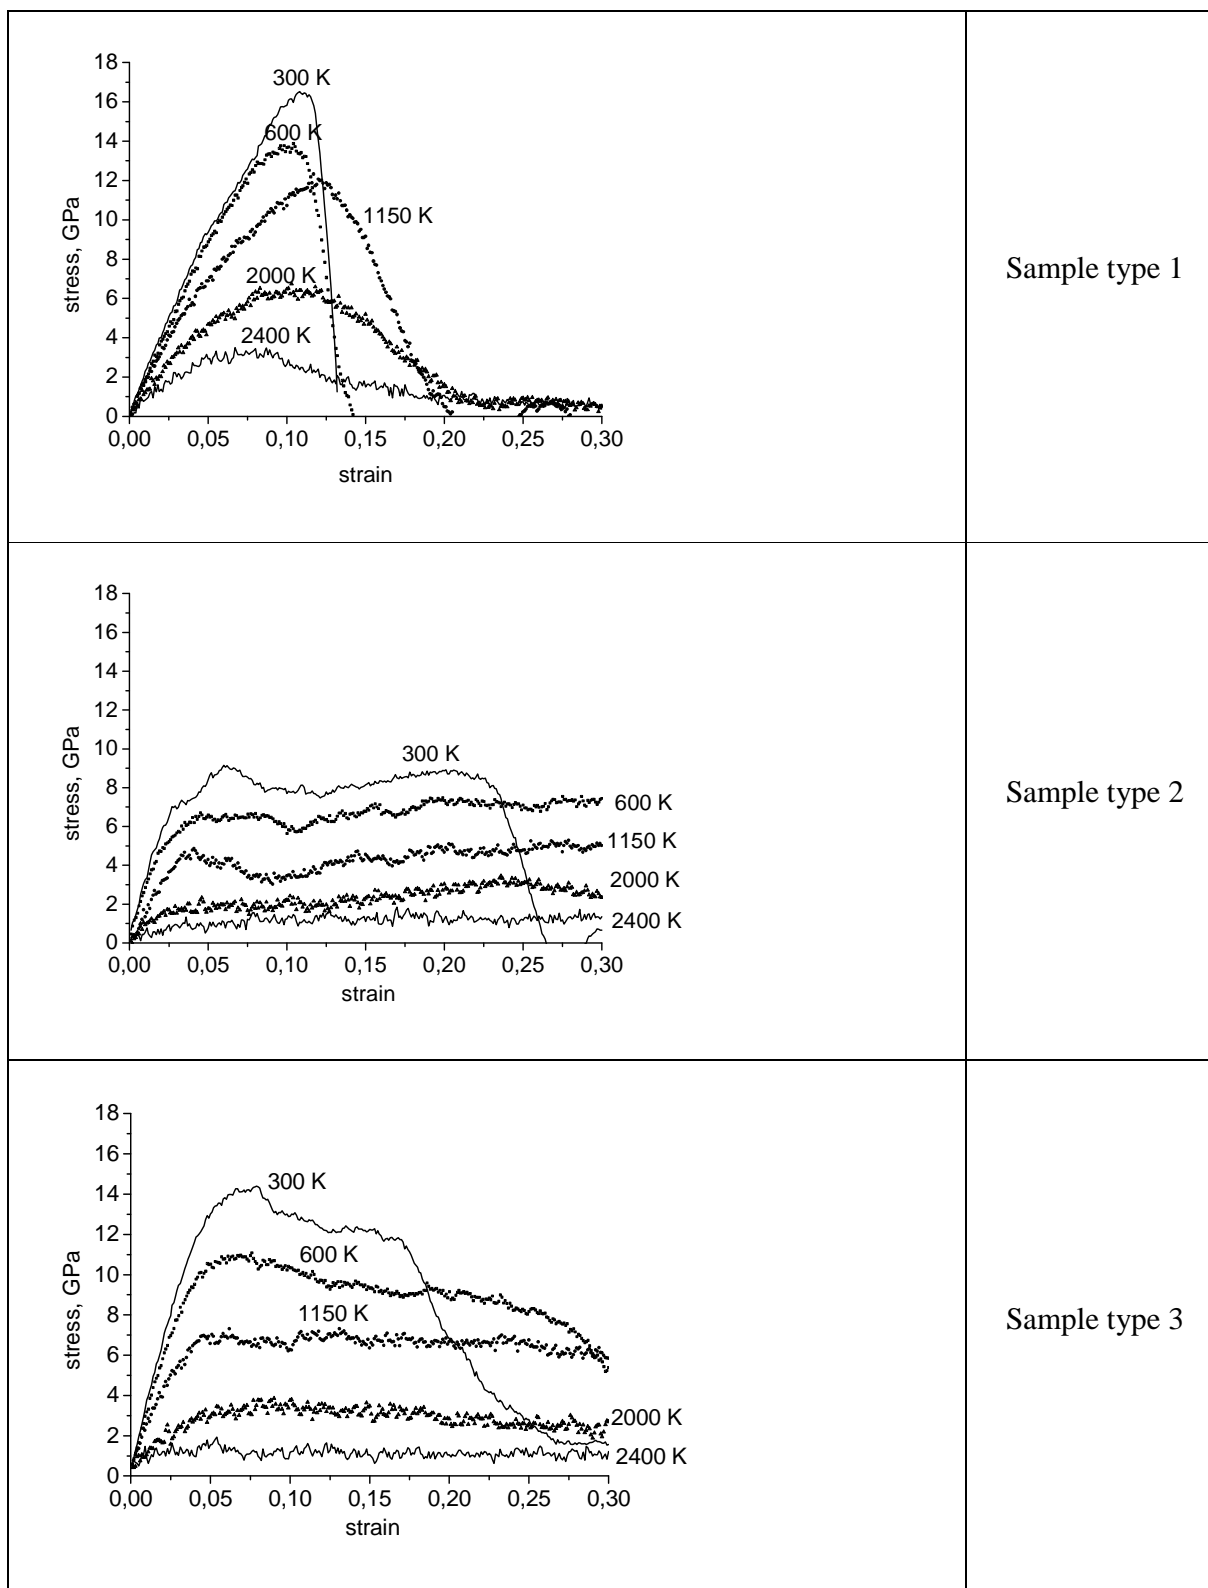 18
16
14
12
10
8
6
4
2
0
stress, GPa
300 K
600 K
1150 K
2000 K
2400 K
0,00 0,05 0,10 0,15 0,20 0,25 0,30
strain
Sample type 1
18
16
14
12
10
8
6
4
2
0
stress, GPa
300 K
600 K
1150 K
2000 K
2400 K
0,00 0,05 0,10 0,15 0,20 0,25 0,30
strain
Sample type 2
18
16
14
12
10
8
6
4
2
0
stress, GPa
300 K
600 K
1150 K
2000 K
2400 K
0,00 0,05 0,10 0,15 0,20 0,25 0,30
strain
Sample type 3